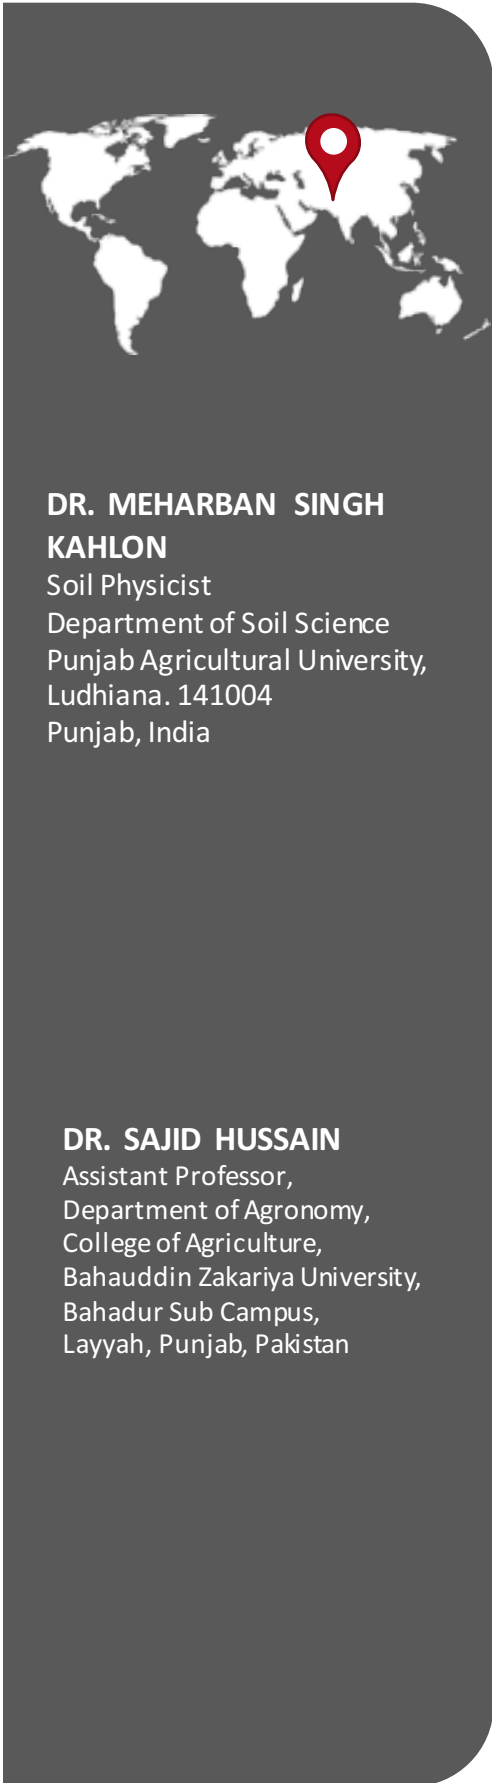 DR. MEHARBAN SINGH
KAHLON
Soil Physicist
Department of Soil Science
Punjab Agricultural University,
Ludhiana. 141004
Punjab, India
DR. SAJID HUSSAIN
Assistant Professor,
Department of Agronomy,
College of Agriculture,
Bahauddin Zakariya University,
Bahadur Sub Campus,
Layyah, Punjab, Pakistan